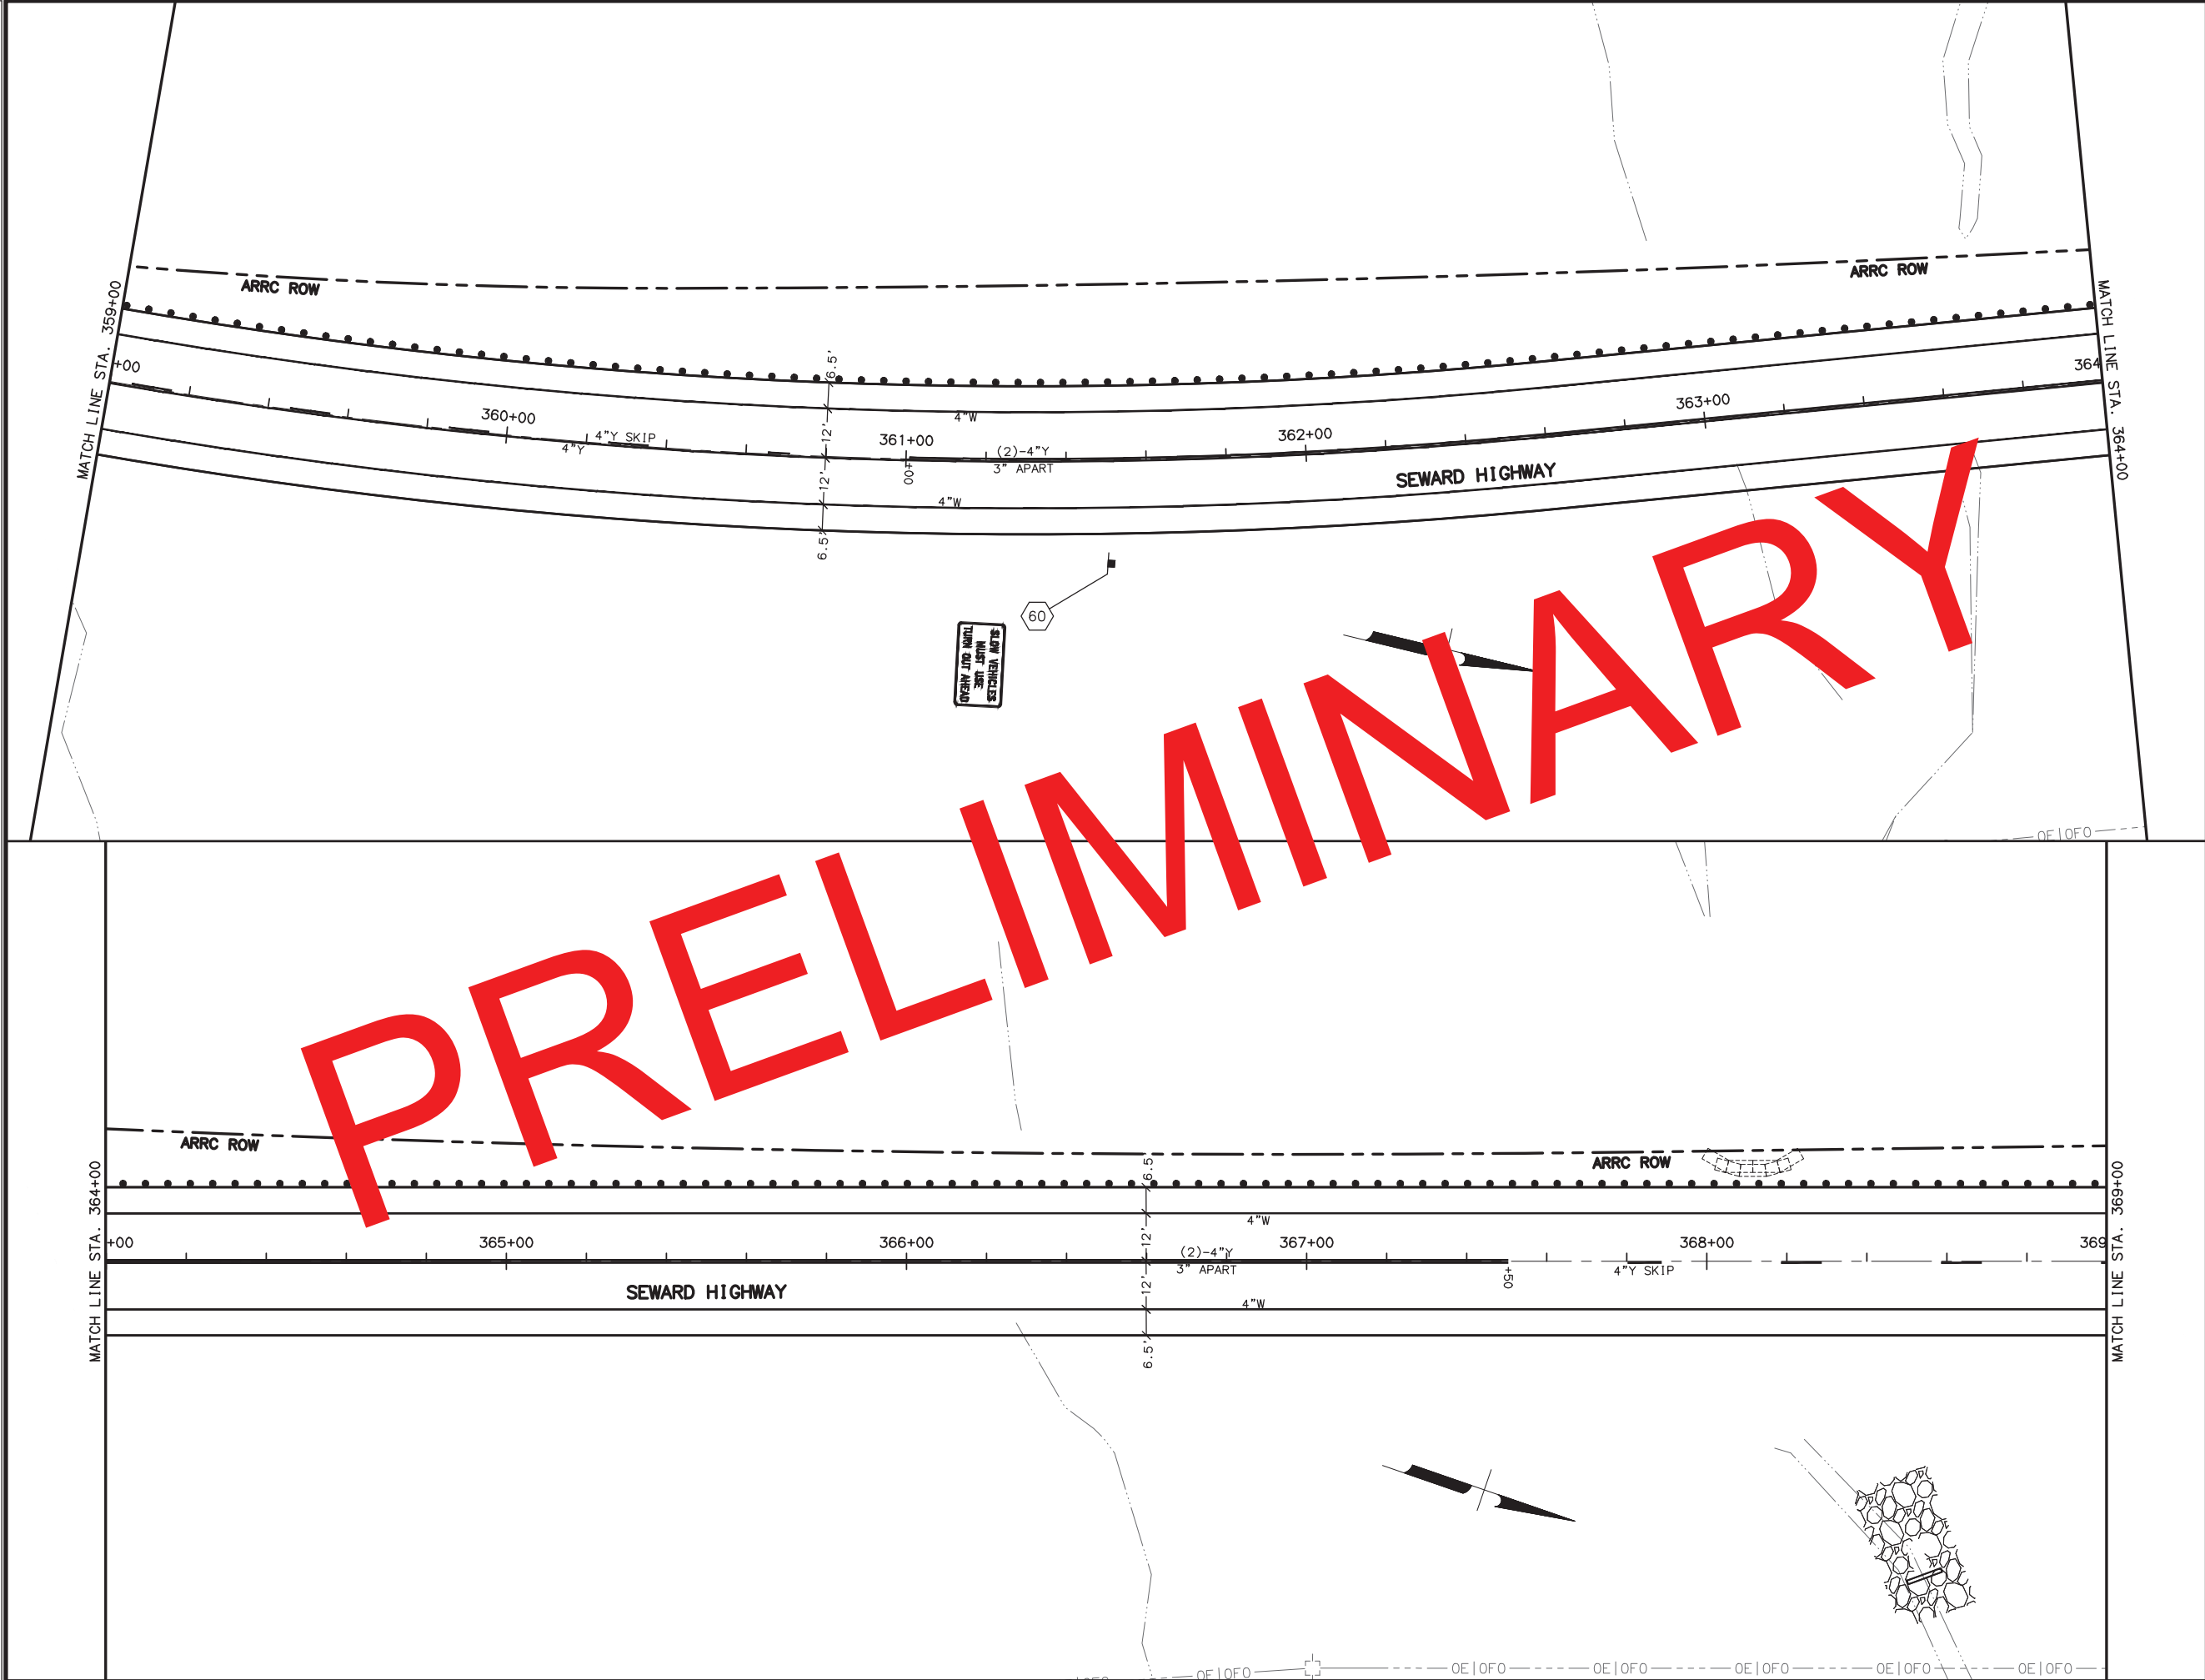 MATCH LINE STA. 359+00
ARRC ROW
ARRC ROW
MATCH LINE STA. 364+00
+00
360+00
4"Y SKIP
4"Y
6.5'
12'
12'
6.5'
4"W
361+00
+00
(2)-4"Y
3" APART
4"W
362+00
SEWARD HIGHWAY
363+00
364
60
SLOW VEHICLES
MUST USE
TURN OUT AHEAD
OE|OFO
PRELIMINARY
MATCH LINE STA. 364+00
ARRC ROW
ARRC ROW
MATCH LINE STA. 369+00
+00
365+00
366+00
6.5
12'
12'
6.5'
4"W
(2)-4"Y
3" APART
367+00
+50
4"Y SKIP
368+00
369
SEWARD HIGHWAY
4"W
OE|OFO
OE|OFO
OE|OFO
OE|OFO
OE|OFO
OE|OFO